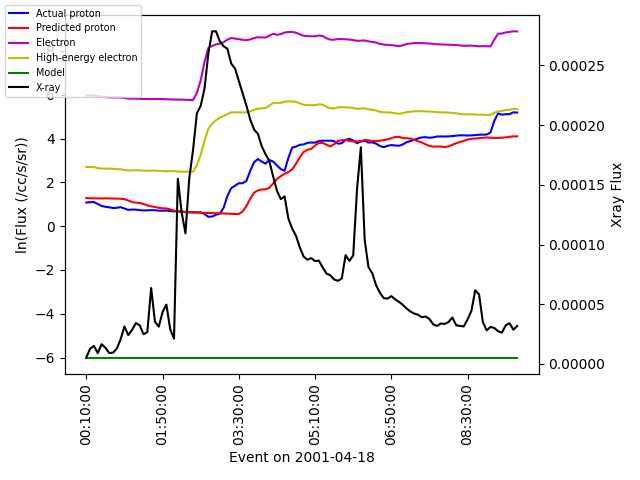 Actual proton
Predicted proton
Electron
High-energy electron
Model
X-ray
6
4
2
0
−2
−4
−6
ln(Flux (/cc/s/sr))
0.00025
0.00020
0.00015
0.00010
0.00005
0.00000
Xray Flux
00:10:00
01:50:00
03:30:00
05:10:00
06:50:00
08:30:00
Event on 2001-04-18